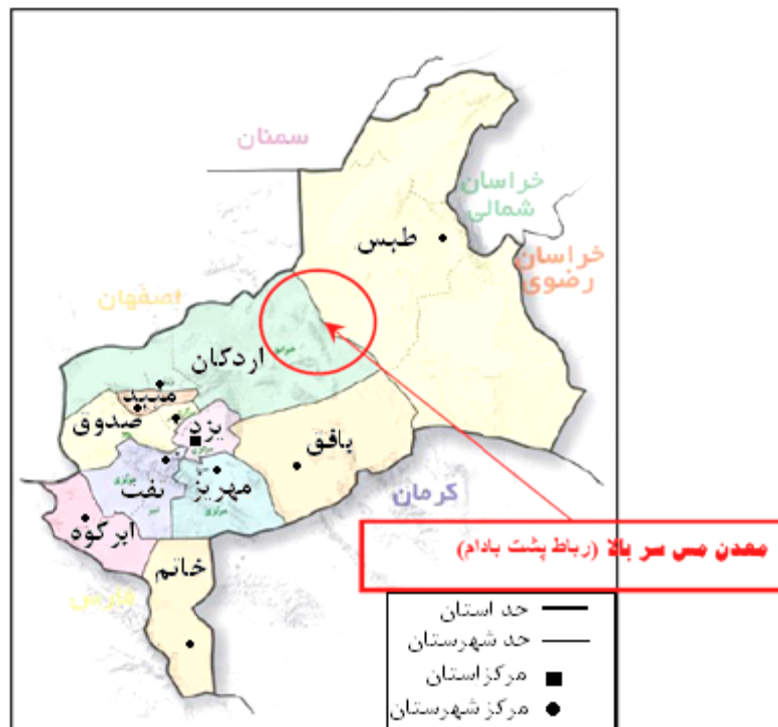 سمنان
خراسان
شمالی
خراسان
رضوی
طبس
اصفهان
اردکان
میبد
صدوق
یزد
بافق
تفت
مهریز
کرمان
ابرکوه
خاتم
فارس
معدن مس سر بالا (رباط پشت بادام)
حد استان
حد شهرستان
مرکز استان
مرکز شهرستان